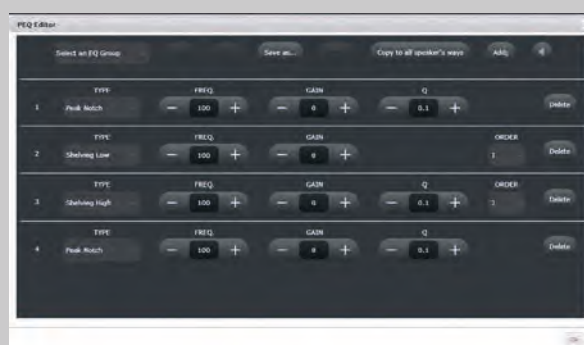 PEQ Editor
Select an EQ Group Save as... Copy to all speaker's ways Add
TYPE FREQ. GAIN Q
1 Peak Notch 100 0 0.1 Delete
TYPE FREQ. GAIN ORDER
2 Shelving Low 100 0 1 Delete
TYPE FREQ. GAIN Q ORDER
3 Shelving High 100 0 0.1 1 Delete
TYPE FREQ. GAIN Q
4 Peak Notch 100 0 0.1 Delete